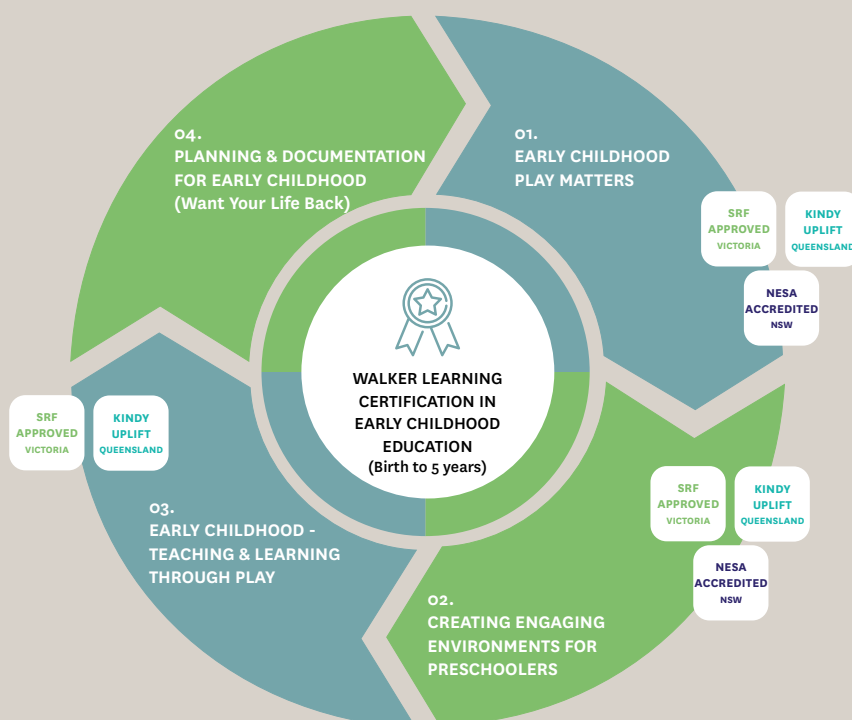 04.
PLANNING & DOCUMENTATION
FOR EARLY CHILDHOOD
(Want Your Life Back)
01.
EARLY CHILDHOOD
PLAY MATTERS
SRF
APPROVED
VICTORIA
KINDY
UPLIFT
QUEENSLAND
NESA
ACCREDITED
NSW
WALKER LEARNING
CERTIFICATION IN
EARLY CHILDHOOD
EDUCATION
(Birth to 5 years)
SRF
APPROVED
VICTORIA
KINDY
UPLIFT
QUEENSLAND
03.
EARLY CHILDHOOD -
TEACHING & LEARNING
THROUGH PLAY
SRF
APPROVED
VICTORIA
KINDY
UPLIFT
QUEENSLAND
NESA
ACCREDITED
NSW
02.
CREATING ENGAGING
ENVIRONMENTS FOR
PRESCHOOLERS